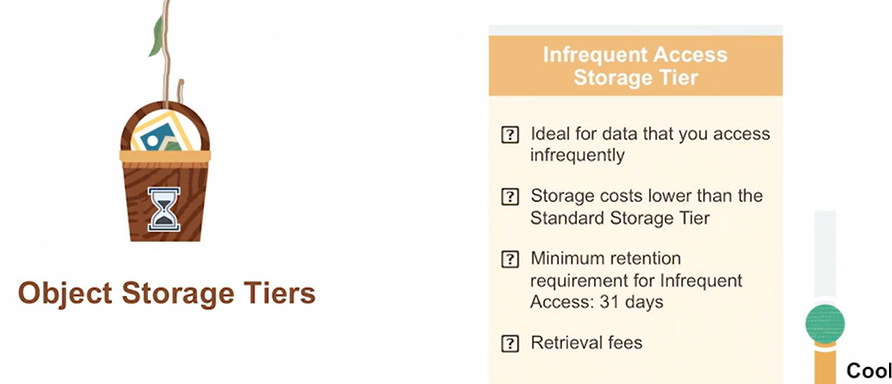 Infrequent Access
Storage Tier
? Ideal for data that you access
infrequently
? Storage costs lower than the
Standard Storage Tier
? Minimum retention
requirement for Infrequent
Access: 31 days
? Retrieval fees
Object Storage Tiers
Cool